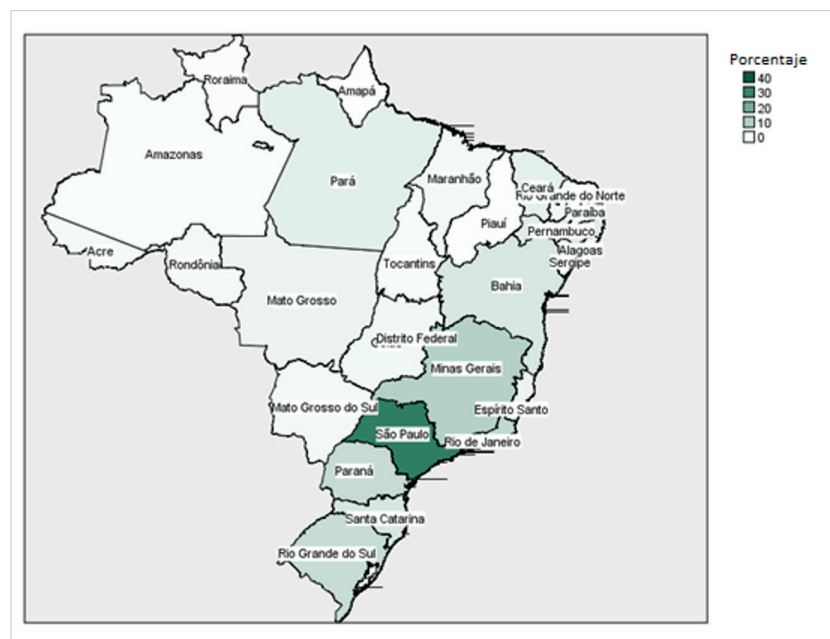 Porcentaje
40
30
20
10
0
Roraima
Amapá
Amazonas
Pará
Maranhão
Ceará
Rio Grande do Norte
Piauí
Paraíba
Pernambuco
Acre
Rondônia
Tocantins
Alagoas
Sergipe
Bahia
Mato Grosso
Distrito Federal
Minas Gerais
Mato Grosso do Sul
Espírito Santo
São Paulo
Rio de Janeiro
Paraná
Santa Catarina
Rio Grande do Sul